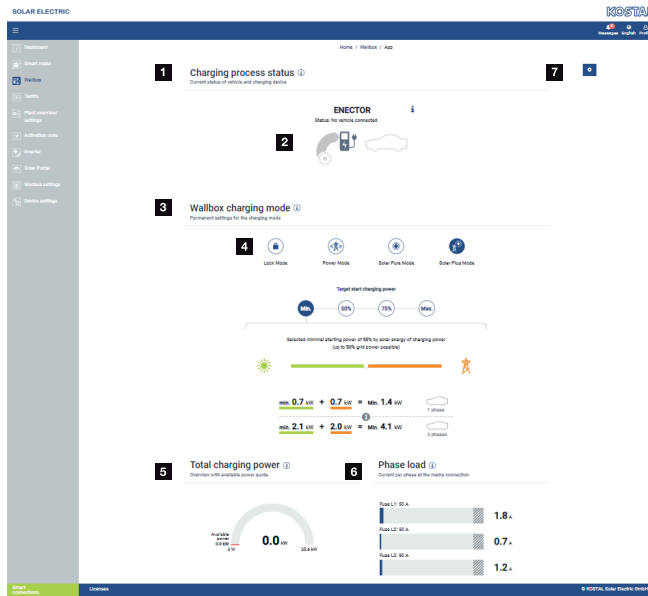 SOLAR ELECTRIC
KOSTAL
Messages English Profi
Dashboard
Smart meter
Wallbox
Tariffs
Plant overview/
settings
Activation code
Inverter
Solar Portal
Modbus settings
Device settings
Home / Wallbox / App
1 Charging process status i
Current status of vehicle and charging device
7
ENECTOR i
Status: No vehicle connected
2
3 Wallbox charging mode i
Permanent settings for the charging mode
4
Lock Mode Power Mode Solar Pure Mode Solar Plus Mode
Target start charging power
Min. 50% 75% Max.
Selected minimal starting power of 50% by solar energy of charging power
(up to 50% grid power possible)
min. 0.7 kW + 0.7 kW = Min. 1.4 kW
1 phase
min. 2.1 kW + 2.0 kW = Min. 4.1 kW
3 phases
5 Total charging power i
Overview with available power quota
Available
power
0.0 kW
0 W
0.0 kW
25.6 kW
6 Phase load i
Current per phase at the mains connection
Fuse L1: 50 A
1.8 A
Fuse L2: 50 A
0.7 A
Fuse L3: 50 A
1.2 A
Smart
connections.
Licenses
© KOSTAL Solar Electric GmbH